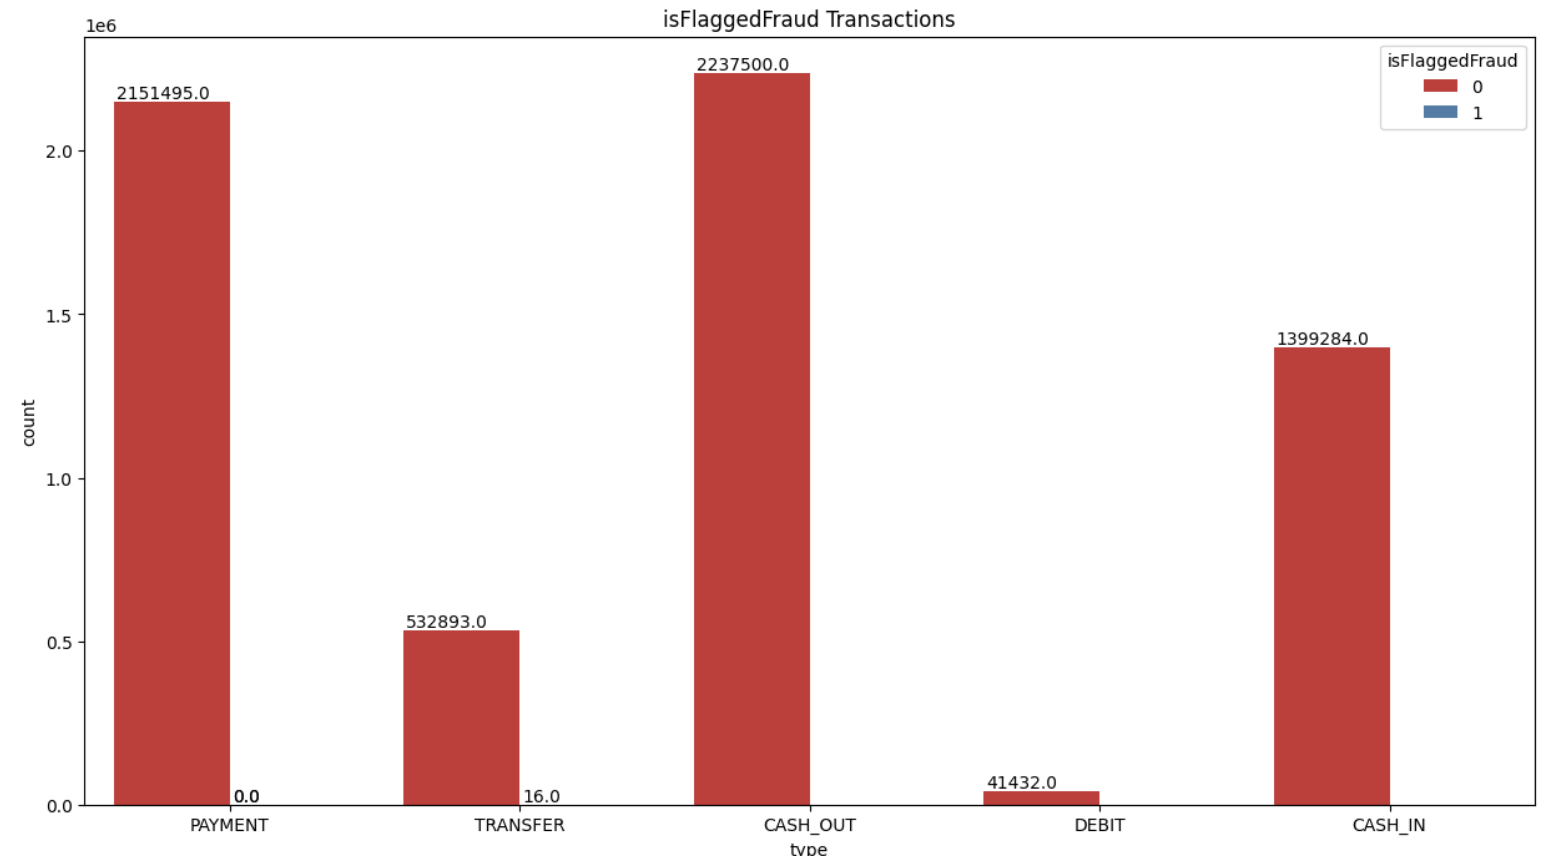 isFlaggedFraud Transactions
1e6
isFlaggedFraud
0
1
2151495.0
0.0
532893.0
16.0
2237500.0
41432.0
1399284.0
2.0
1.5
1.0
0.5
0.0
count
PAYMENT
TRANSFER
CASH_OUT
DEBIT
CASH_IN
type